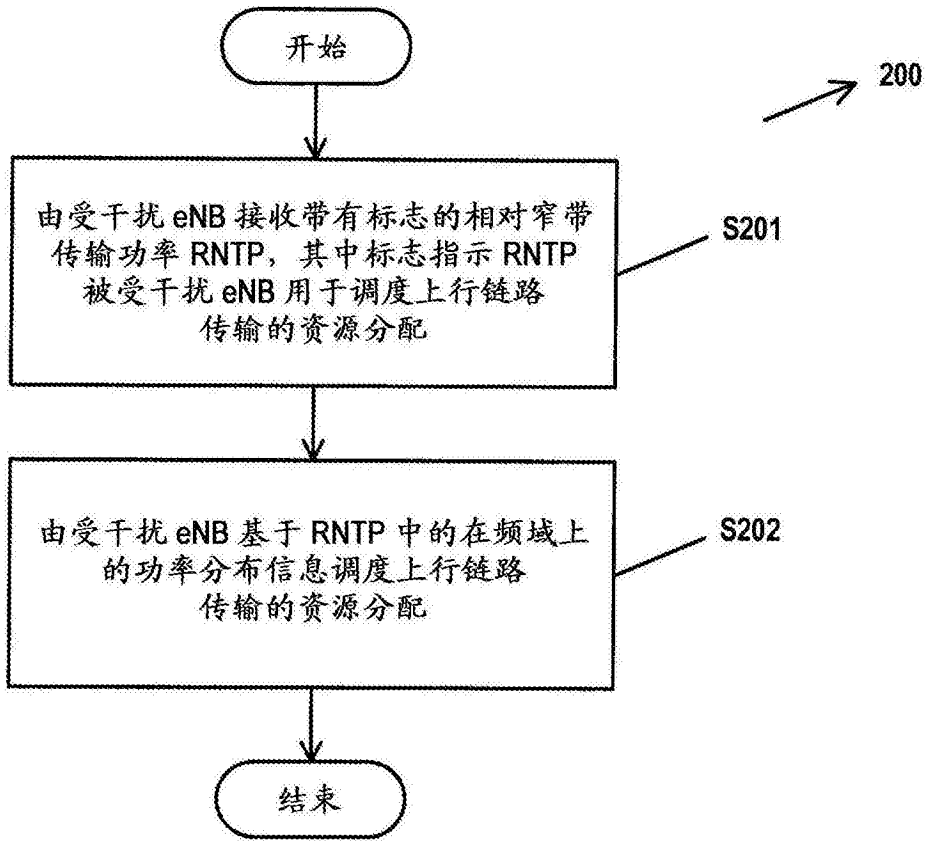 开始
200
由受干扰 eNB 接收带有标志的相对窄带
传输功率 RNTP，其中标志指示 RNTP
被受干扰 eNB 用于调度上行链路
传输的资源分配
S201
由受干扰 eNB 基于 RNTP 中的在频域上
的功率分布信息调度上行链路
传输的资源分配
S202
结束